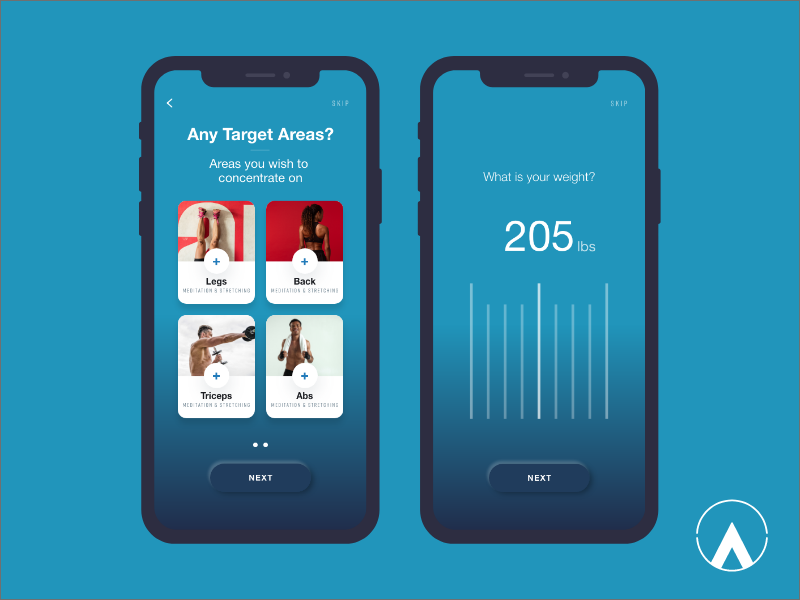 SKIP
Any Target Areas?
Areas you wish to
concentrate on
Legs
MEDITATION & STRETCHING
Back
MEDITATION & STRETCHING
Triceps
MEDITATION & STRETCHING
Abs
MEDITATION & STRETCHING
NEXT
SKIP
What is your weight?
205 lbs
NEXT